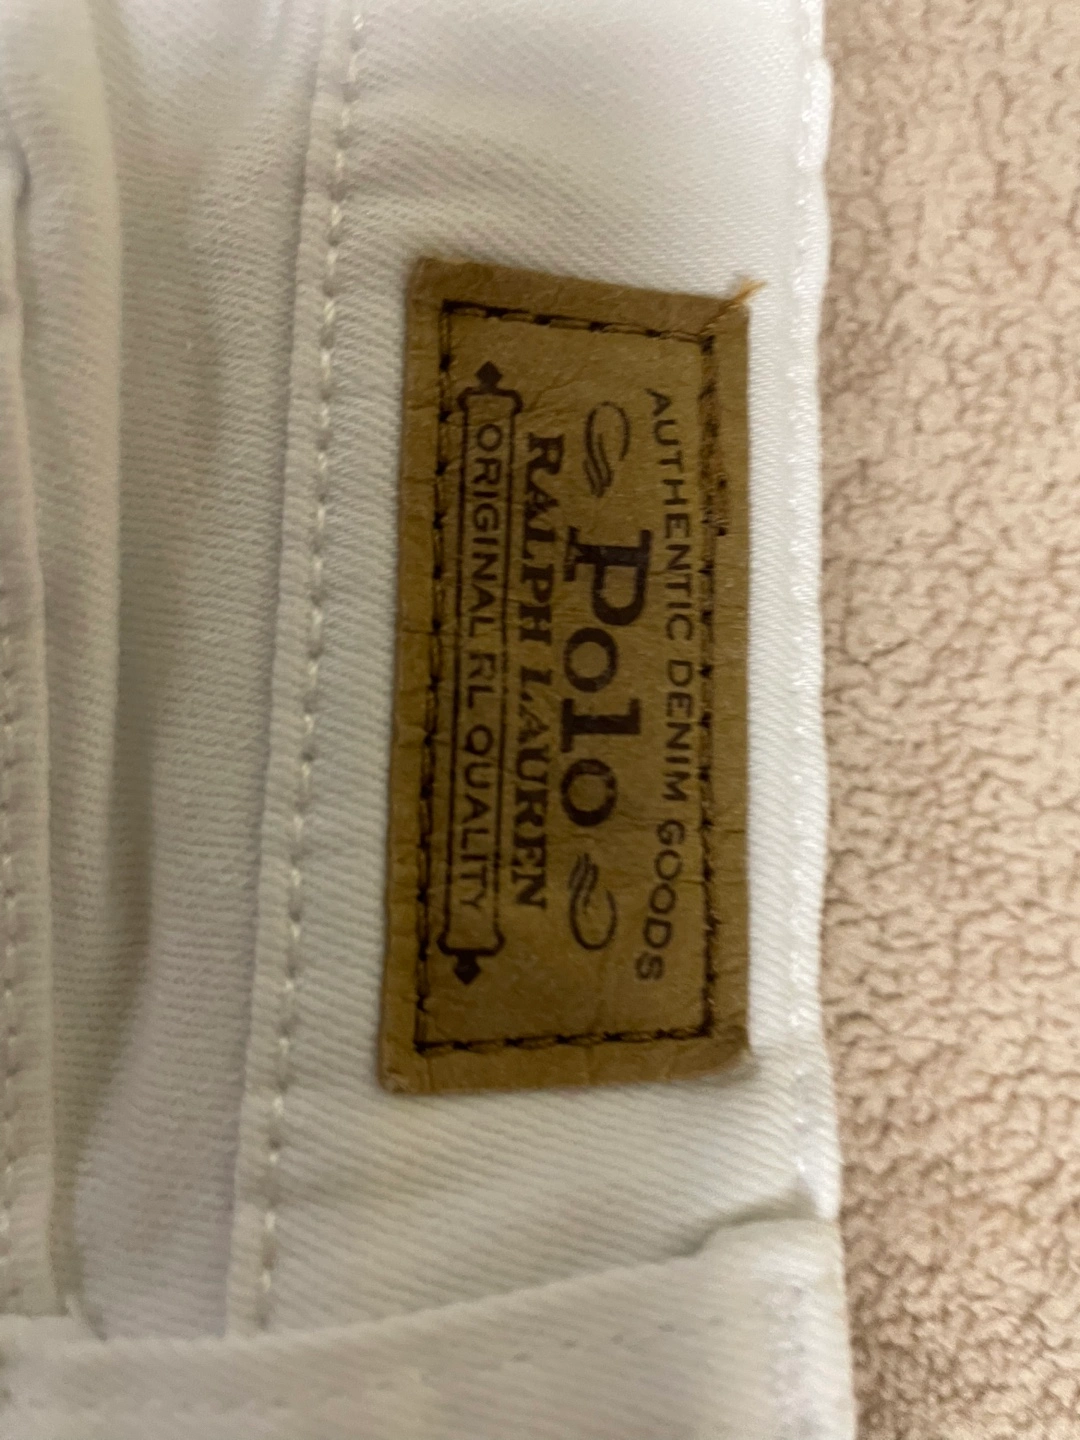 AUTHENTIC DENIM GOODS
Polo
RALPH LAUREN
ORIGINAL RL QUALITY